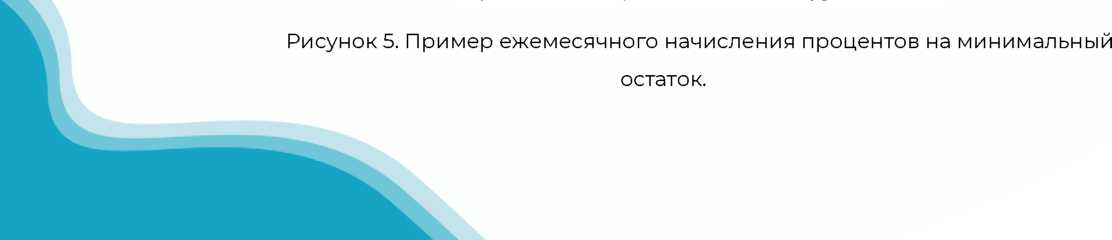 Рисунок 5. Пример ежемесячного начисления процентов на минимальный
остаток.